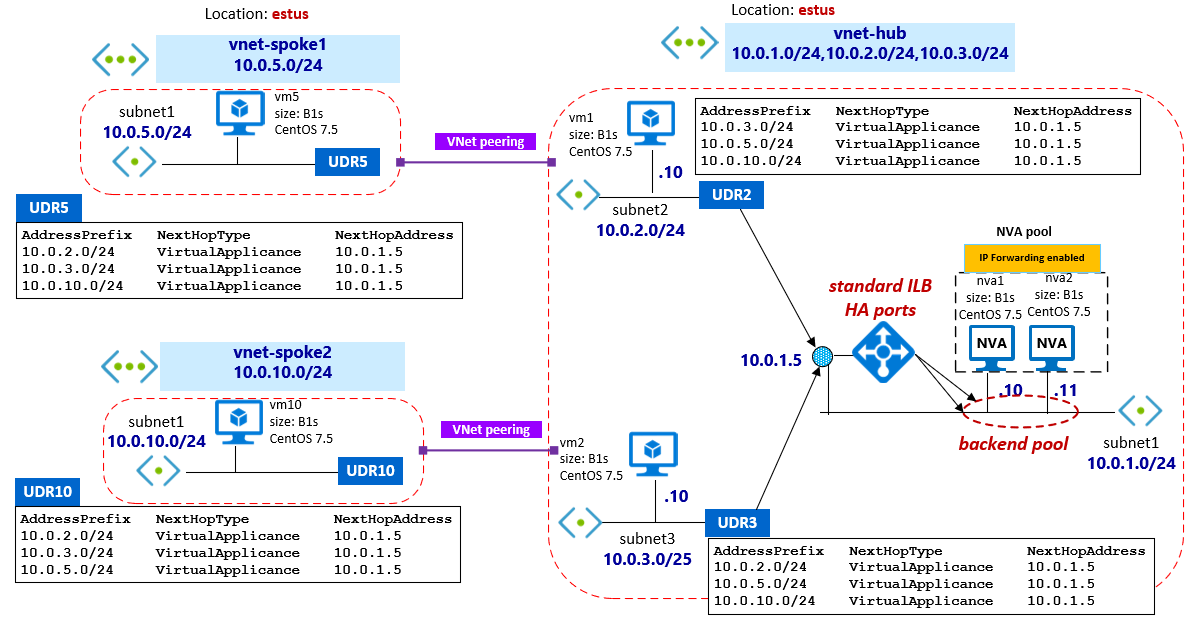 Location: estus
vnet-spoke1
10.0.5.0/24
subnet1
10.0.5.0/24
vm5
size: B1s
CentOS 7.5
UDR5
VNet peering
UDR5
AddressPrefix NextHopType NextHopAddress
10.0.2.0/24 VirtualApplicance 10.0.1.5
10.0.3.0/24 VirtualApplicance 10.0.1.5
10.0.10.0/24 VirtualApplicance 10.0.1.5
vnet-spoke2
10.0.10.0/24
subnet1
10.0.10.0/24
vm10
size: B1s
CentOS 7.5
UDR10
VNet peering
UDR10
AddressPrefix NextHopType NextHopAddress
10.0.2.0/24 VirtualApplicance 10.0.1.5
10.0.3.0/24 VirtualApplicance 10.0.1.5
10.0.5.0/24 VirtualApplicance 10.0.1.5
Location: estus
vnet-hub
10.0.1.0/24,10.0.2.0/24,10.0.3.0/24
vm1
size: B1s
CentOS 7.5
.10
AddressPrefix NextHopType NextHopAddress
10.0.3.0/24 VirtualApplicance 10.0.1.5
10.0.5.0/24 VirtualApplicance 10.0.1.5
10.0.10.0/24 VirtualApplicance 10.0.1.5
UDR2
subnet2
10.0.2.0/24
NVA pool
IP Forwarding enabled
nva1
size: B1s
CentOS 7.5
nva2
size: B1s
CentOS 7.5
NVA
NVA
standard ILB
HA ports
10.0.1.5
.10
.11
backend pool
subnet1
10.0.1.0/24
vm2
size: B1s
CentOS 7.5
.10
UDR3
subnet3
10.0.3.0/25
AddressPrefix NextHopType NextHopAddress
10.0.2.0/24 VirtualApplicance 10.0.1.5
10.0.5.0/24 VirtualApplicance 10.0.1.5
10.0.10.0/24 VirtualApplicance 10.0.1.5